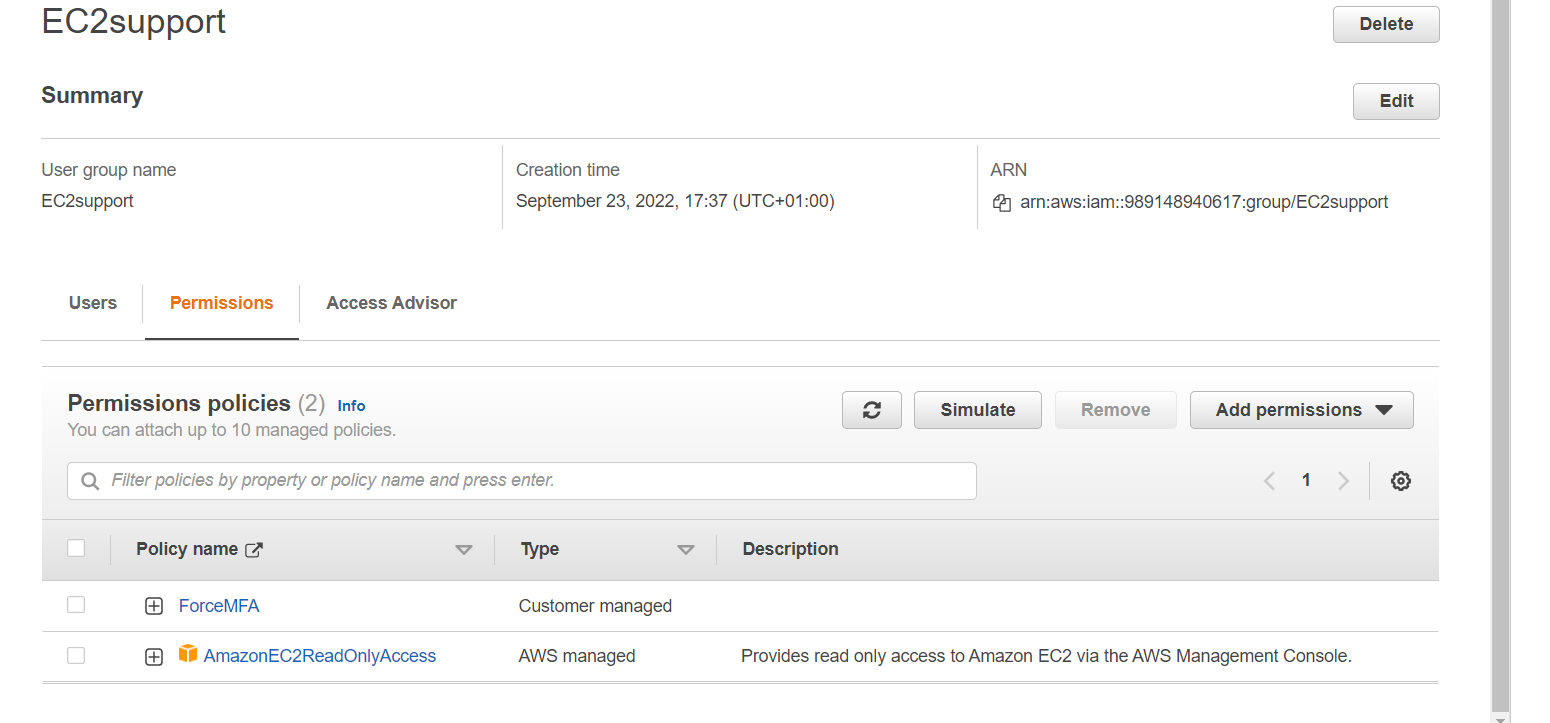 EC2support
Delete
Summary
Edit
User group name
Creation time
ARN
EC2support
September 23, 2022, 17:37 (UTC+01:00)
arn:aws:iam::989148940617:group/EC2support
Users
Permissions
Access Advisor
Permissions policies (2) Info
Simulate
Remove
Add permissions
You can attach up to 10 managed policies.
Filter policies by property or policy name and press enter.
1
Policy name
Type
Description
ForceMFA
Customer managed
AmazonEC2ReadOnlyAccess
AWS managed
Provides read only access to Amazon EC2 via the AWS Management Console.